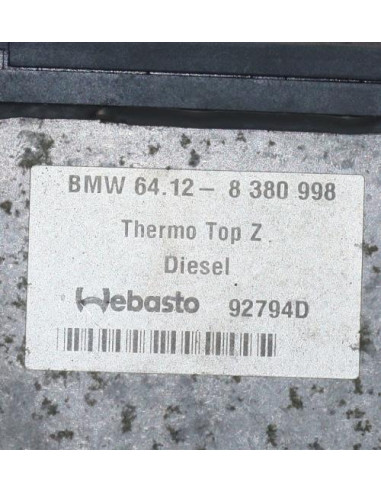 BMW 64.12- 8 380 998
Thermo Top Z
Diesel
Webasto 92794D